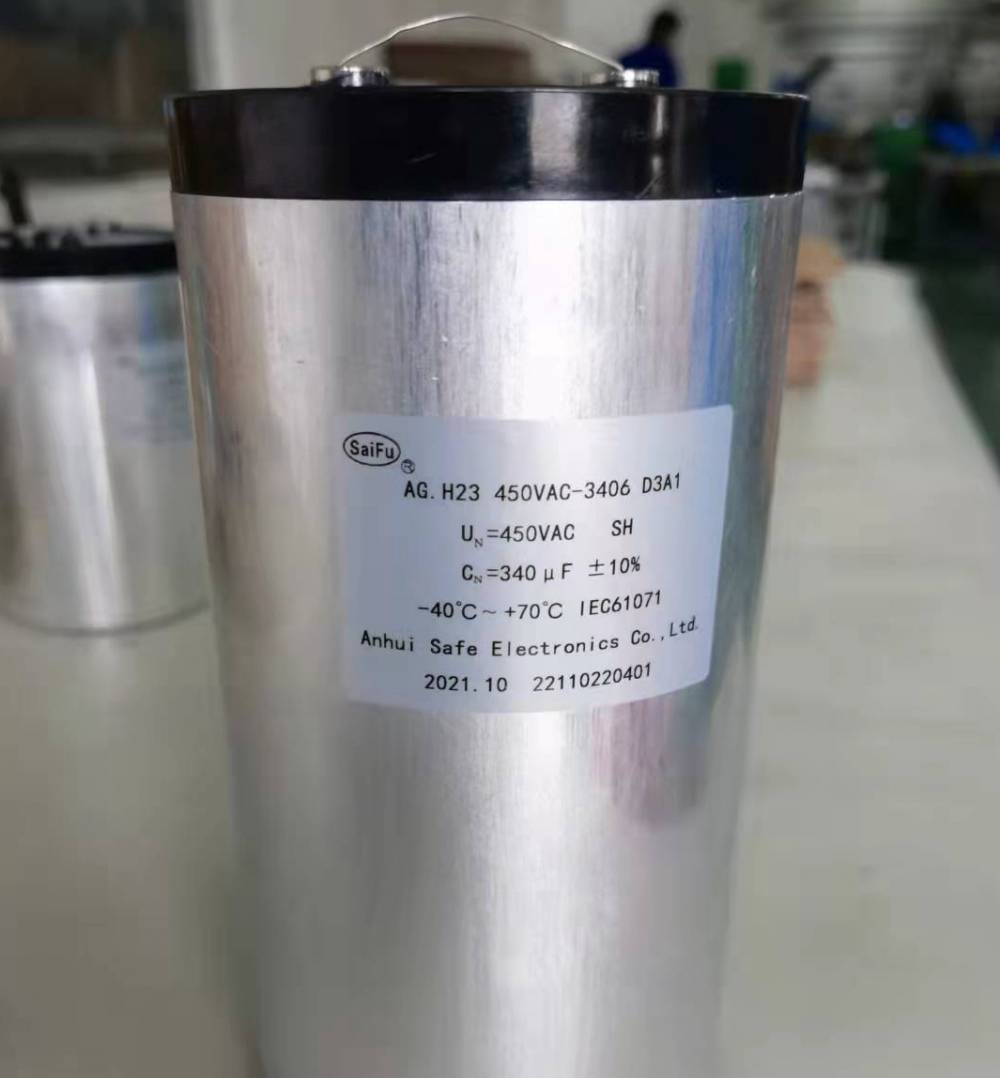 SaiFu
®
AG.H23 450VAC-3406 D3A1
UN=450VAC SH
CN=340μF ±10%
-40℃~+70℃ IEC61071
Anhui Safe Electronics Co.,Ltd.
2021.10 22110220401